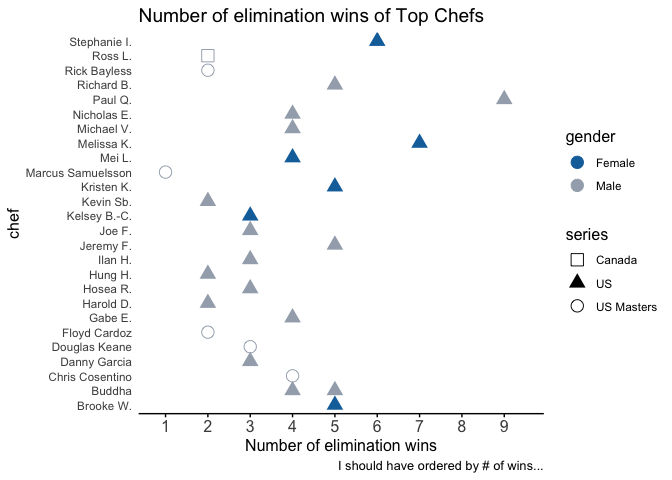 Number of elimination wins of Top Chefs
chef
Stephanie I.
Ross L.
Rick Bayless
Richard B.
Paul Q.
Nicholas E.
Michael V.
Melissa K.
Mei L.
Marcus Samuelsson
Kristen K.
Kevin Sb.
Kelsey B.-C.
Joe F.
Jeremy F.
Ilan H.
Hung H.
Hosea R.
Harold D.
Gabe E.
Floyd Cardoz
Douglas Keane
Danny Garcia
Chris Cosentino
Buddha
Brooke W.
1 2 3 4 5 6 7 8 9
Number of elimination wins
I should have ordered by # of wins...
gender
Female
Male
series
Canada
US
US Masters